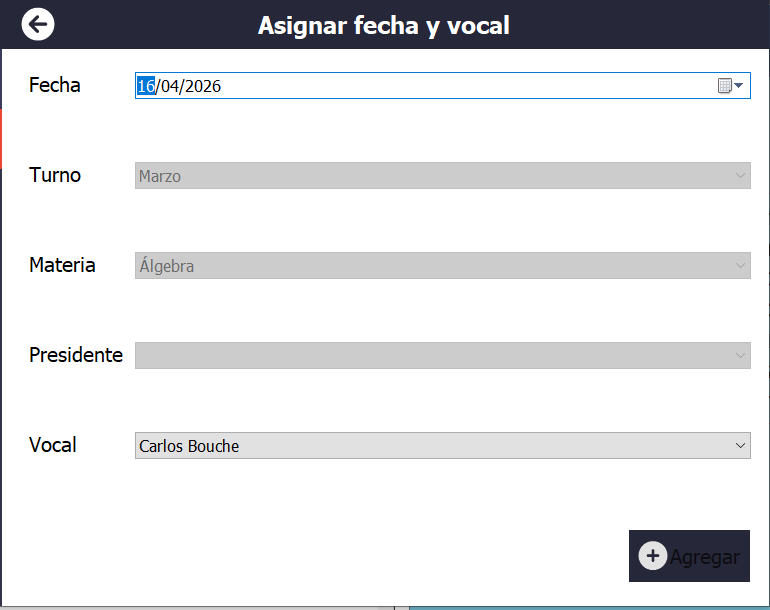 Asignar fecha y vocal
Fecha 16/04/2026
Turno Marzo
Materia Álgebra
Presidente
Vocal Carlos Bouche
Agregar